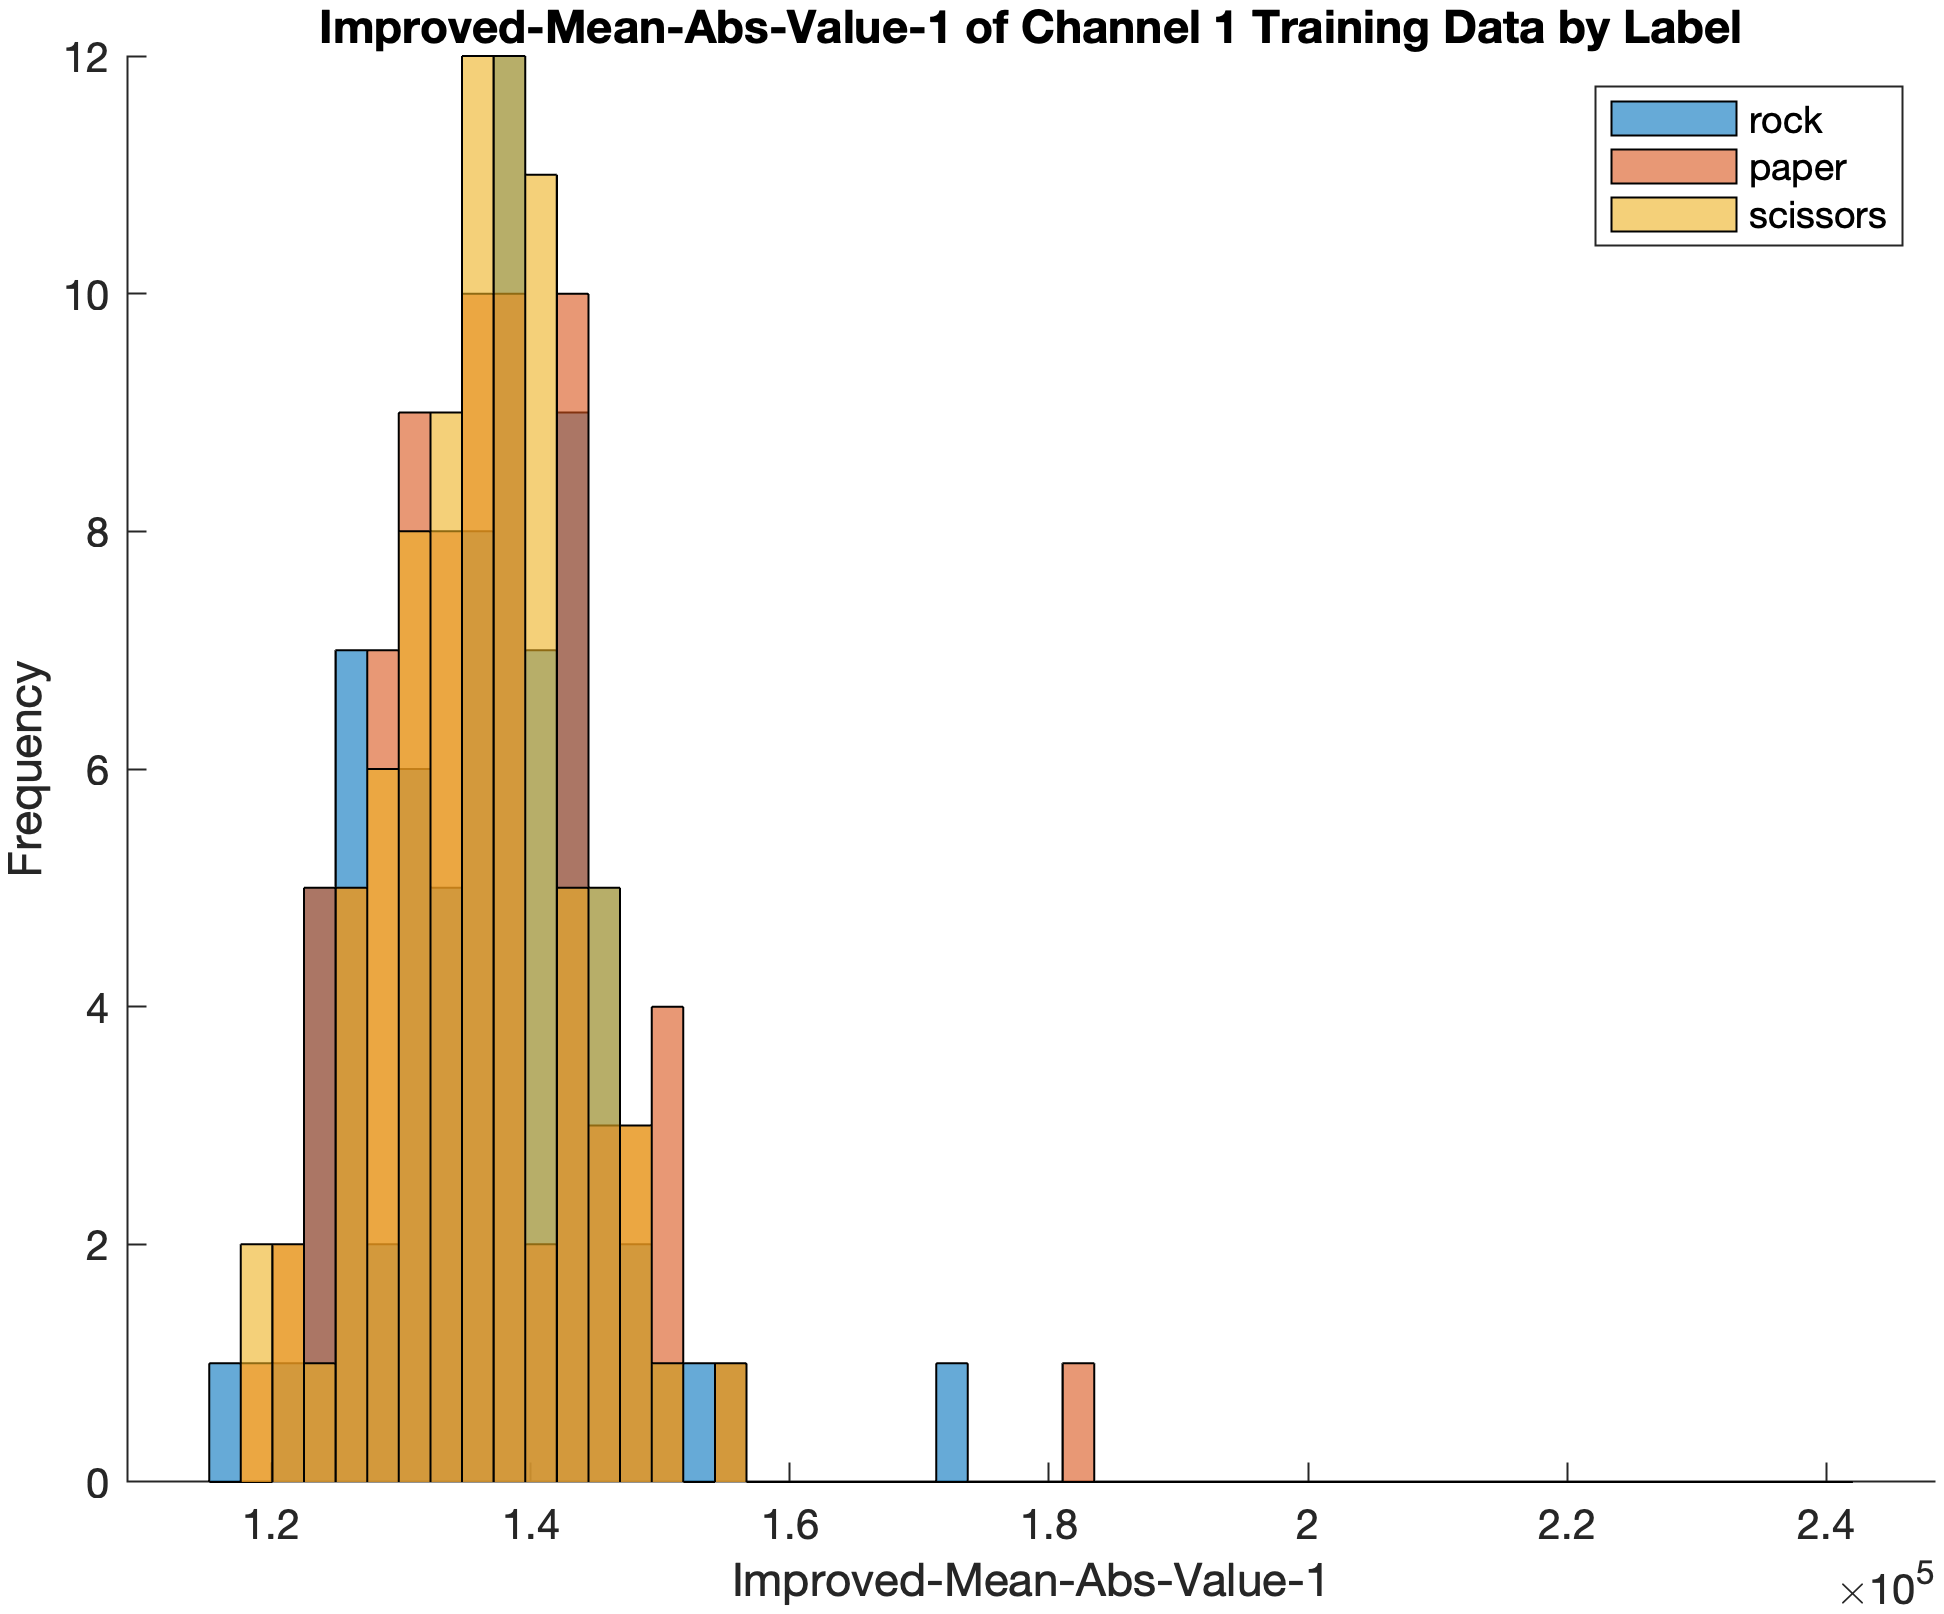 Improved-Mean-Abs-Value-1 of Channel 1 Training Data by Label
rock
paper
scissors
12
10
8
6
4
2
0
Frequency
1.2 1.4 1.6 1.8 2 2.2 2.4
Improved-Mean-Abs-Value-1
×10⁵